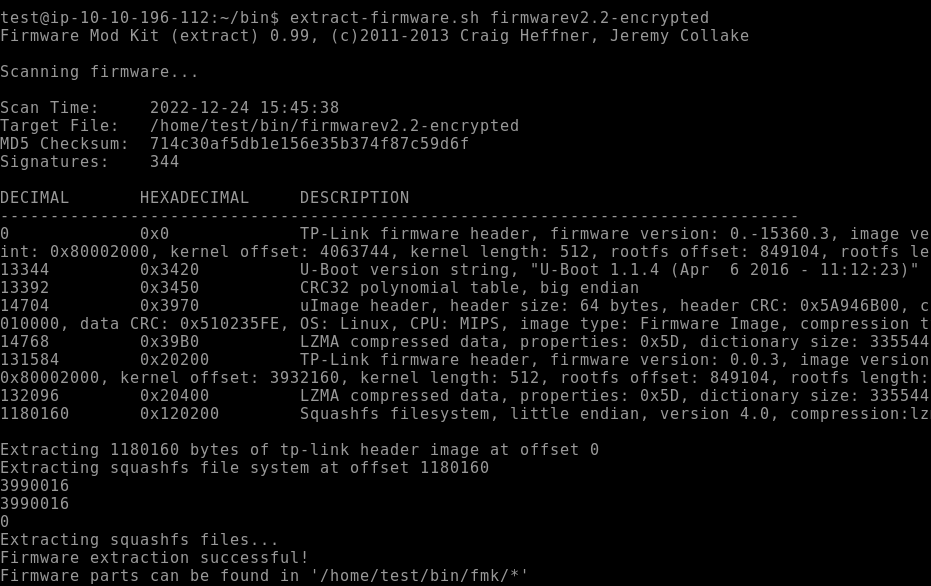 test@ip-10-10-196-112:~/bin$ extract-firmware.sh firmwarev2.2-encrypted
Firmware Mod Kit (extract) 0.99, (c)2011-2013 Craig Heffner, Jeremy Collake
Scanning firmware...
Scan Time:     2022-12-24 15:45:38
Target File:   /home/test/bin/firmwarev2.2-encrypted
MD5 Checksum:  714c30af5db1e156e35b374f87c59d6f
Signatures:    344
DECIMAL       HEXADECIMAL     DESCRIPTION
--------------------------------------------------------------------------------
0             0x0             TP-Link firmware header, firmware version: 0.-15360.3, image ve
int: 0x80002000, kernel offset: 4063744, kernel length: 512, rootfs offset: 849104, rootfs le
13344         0x3420          U-Boot version string, "U-Boot 1.1.4 (Apr  6 2016 - 11:12:23)"
13392         0x3450          CRC32 polynomial table, big endian
14704         0x3970          uImage header, header size: 64 bytes, header CRC: 0x5A946B00, c
010000, data CRC: 0x510235FE, OS: Linux, CPU: MIPS, image type: Firmware Image, compression t
14768         0x39B0          LZMA compressed data, properties: 0x5D, dictionary size: 335544
131584        0x20200         TP-Link firmware header, firmware version: 0.0.3, image version
0x80002000, kernel offset: 3932160, kernel length: 512, rootfs offset: 849104, rootfs length:
132096        0x20400         LZMA compressed data, properties: 0x5D, dictionary size: 335544
1180160       0x120200        Squashfs filesystem, little endian, version 4.0, compression:lz
Extracting 1180160 bytes of tp-link header image at offset 0
Extracting squashfs file system at offset 1180160
3990016
3990016
0
Extracting squashfs files...
Firmware extraction successful!
Firmware parts can be found in '/home/test/bin/fmk/*'